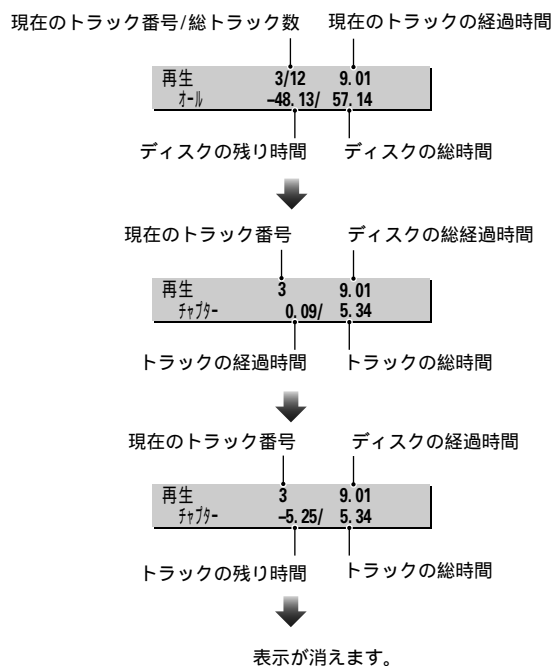 現在のトラック番号/総トラック数 現在のトラックの経過時間
再生 3/12 9.01
ｵｰﾙ –48.13/ 57.14
ディスクの残り時間 ディスクの総時間
現在のトラック番号 ディスクの総経過時間
再生 3 9.01
ﾁｬﾌﾟﾀｰ 0.09/ 5.34
トラックの経過時間 トラックの総時間
現在のトラック番号 ディスクの経過時間
再生 3 9.01
ﾁｬﾌﾟﾀｰ –5.25/ 5.34
トラックの残り時間 トラックの総時間
表示が消えます。